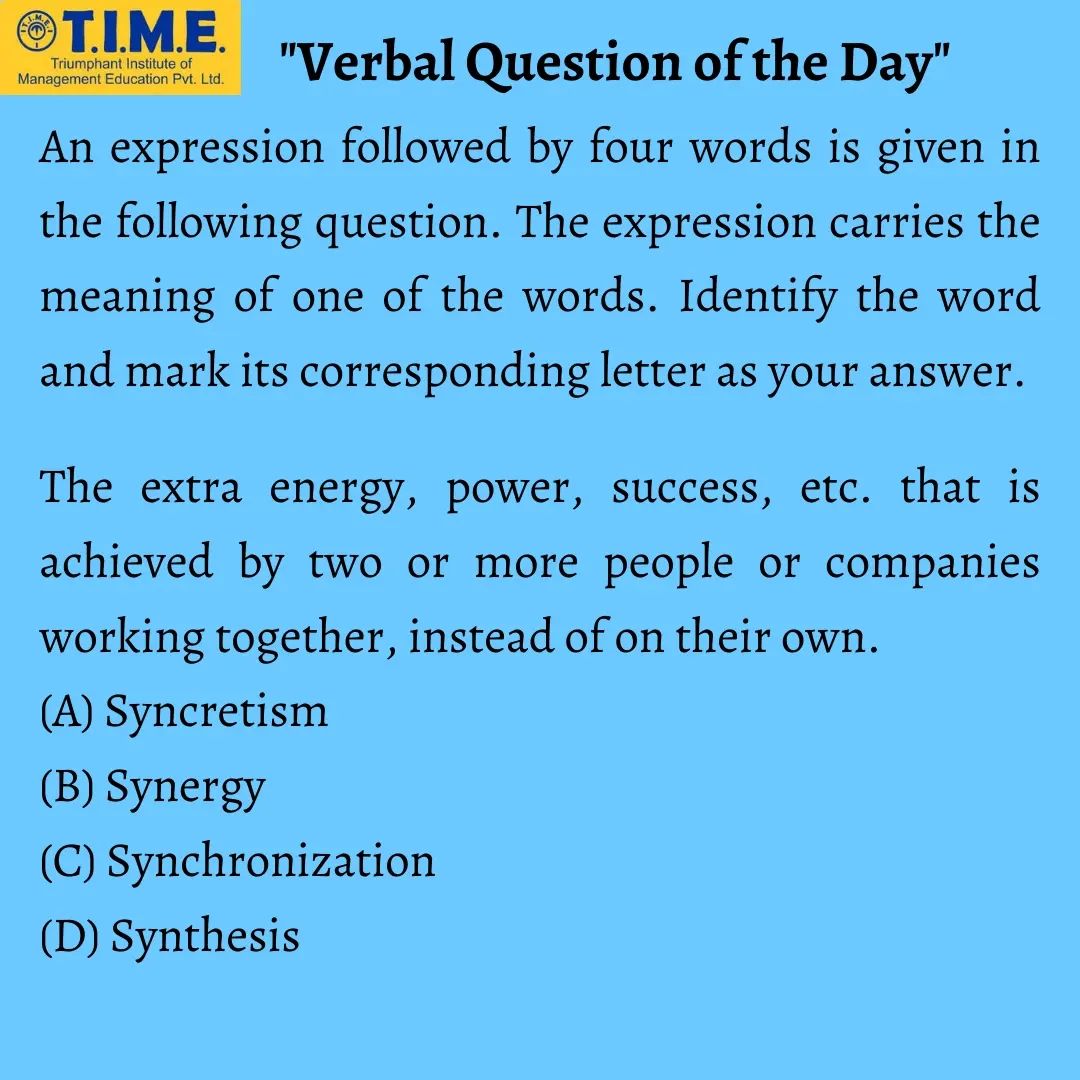 T.I.M.E.
Triumphant Institute of
Management Education Pvt. Ltd.
"Verbal Question of the Day"
An expression followed by four words is given in
the following question. The expression carries the
meaning of one of the words. Identify the word
and mark its corresponding letter as your answer.
The extra energy, power, success, etc. that is
achieved by two or more people or companies
working together, instead of on their own.
(A) Syncretism
(B) Synergy
(C) Synchronization
(D) Synthesis